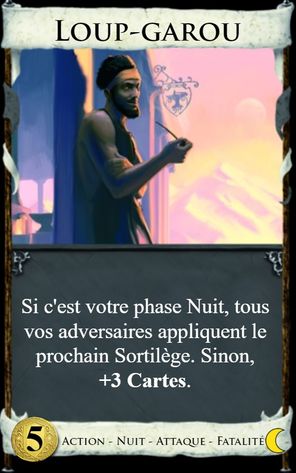 LOUP-GAROU
Si c'est votre phase Nuit, tous
vos adversaires appliquent le
prochain Sortilège. Sinon,
+3 Cartes.
5 ACTION - NUIT - ATTAQUE - FATALITÉ